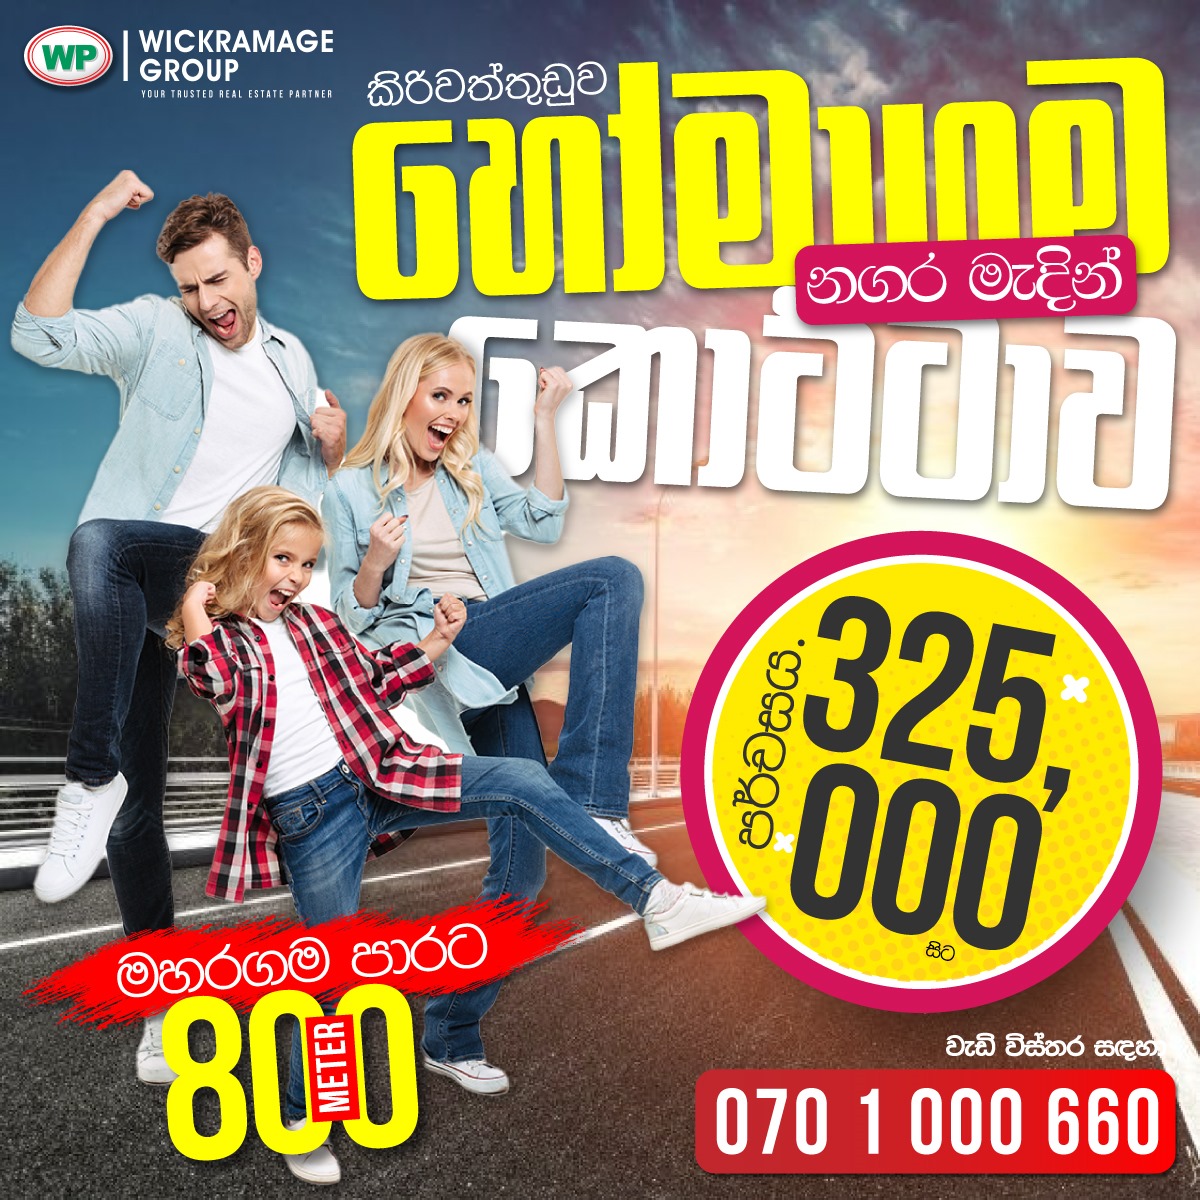 WP
WICKRAMAGE
GROUP
YOUR TRUSTED REAL ESTATE PARTNER
කිරිවත්තුඩුව
හෝමාගම
නගර මැදින්
කොට්ටාව
පර්චසය.
325,
000
සිට
මහරගම පාරට
800
METER
වැඩි විස්තර සඳහා
070 1 000 660